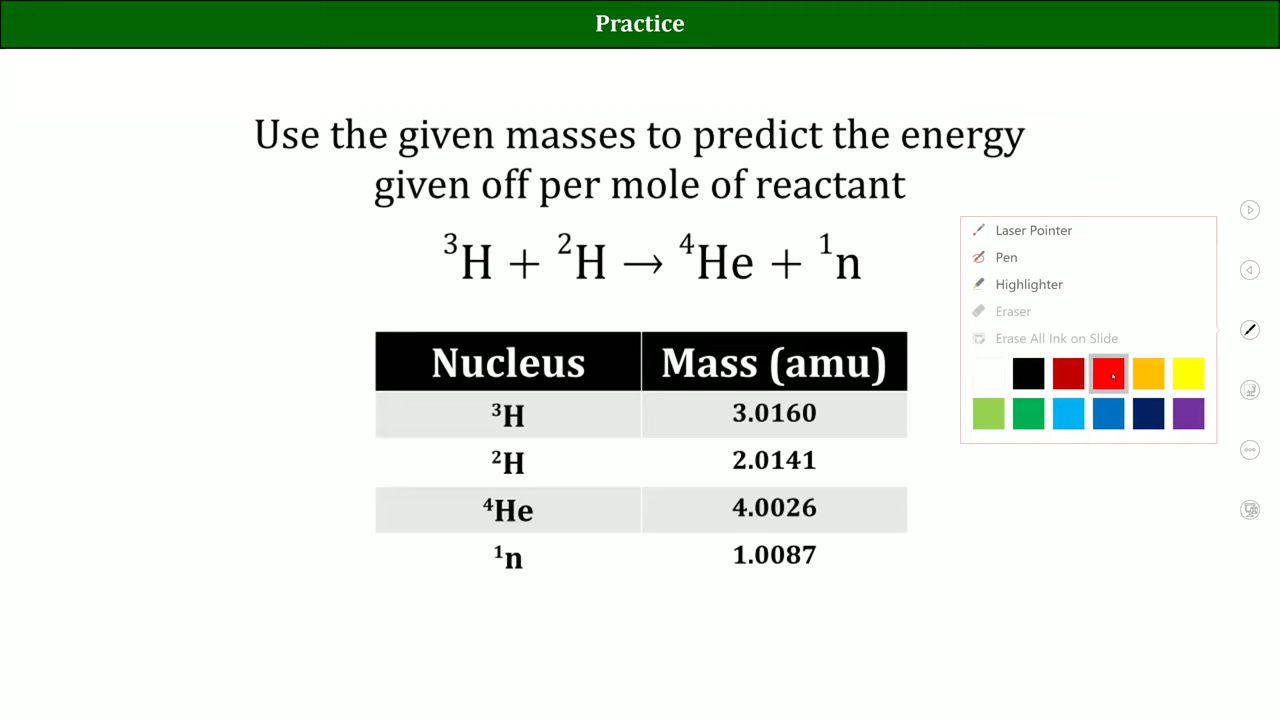 Practice
Use the given masses to predict the energy
given off per mole of reactant
³H + ²H → ⁴He + ¹n
Nucleus Mass (amu)
³H 3.0160
²H 2.0141
⁴He 4.0026
¹n 1.0087
Laser Pointer
Pen
Highlighter
Eraser
Erase All Ink on Slide